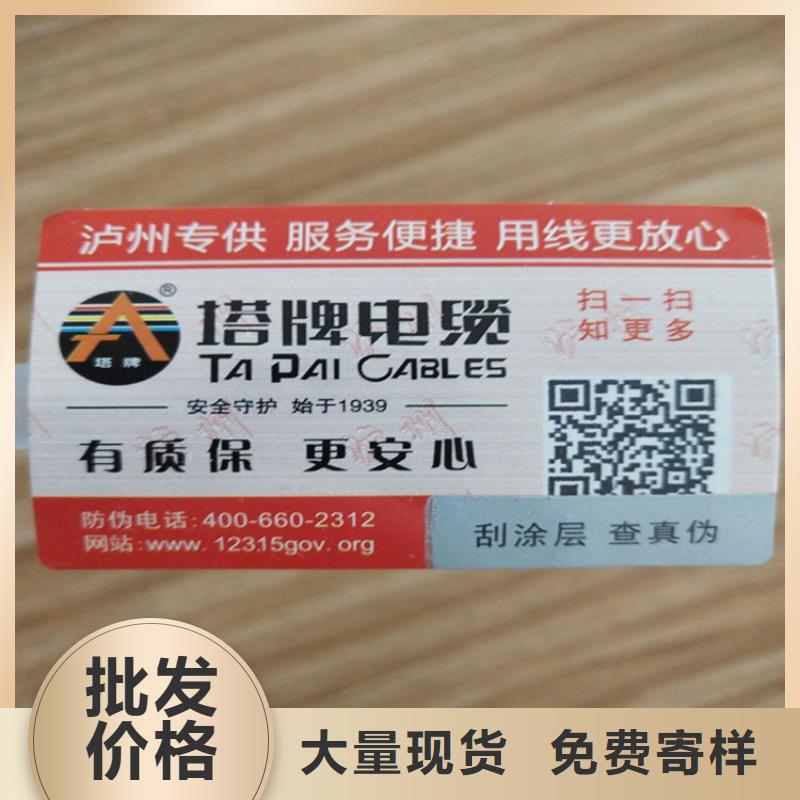 泸州专供 服务便捷 用线更放心
®
塔牌
塔牌电缆
TA PAI CABLES
安全守护 始于1939
有质保 更安心
扫一扫
知更多
防伪电话:400-660-2312
网站:www.12315gov.org
刮涂层 查真伪
批发
价格
大量现货 免费寄样